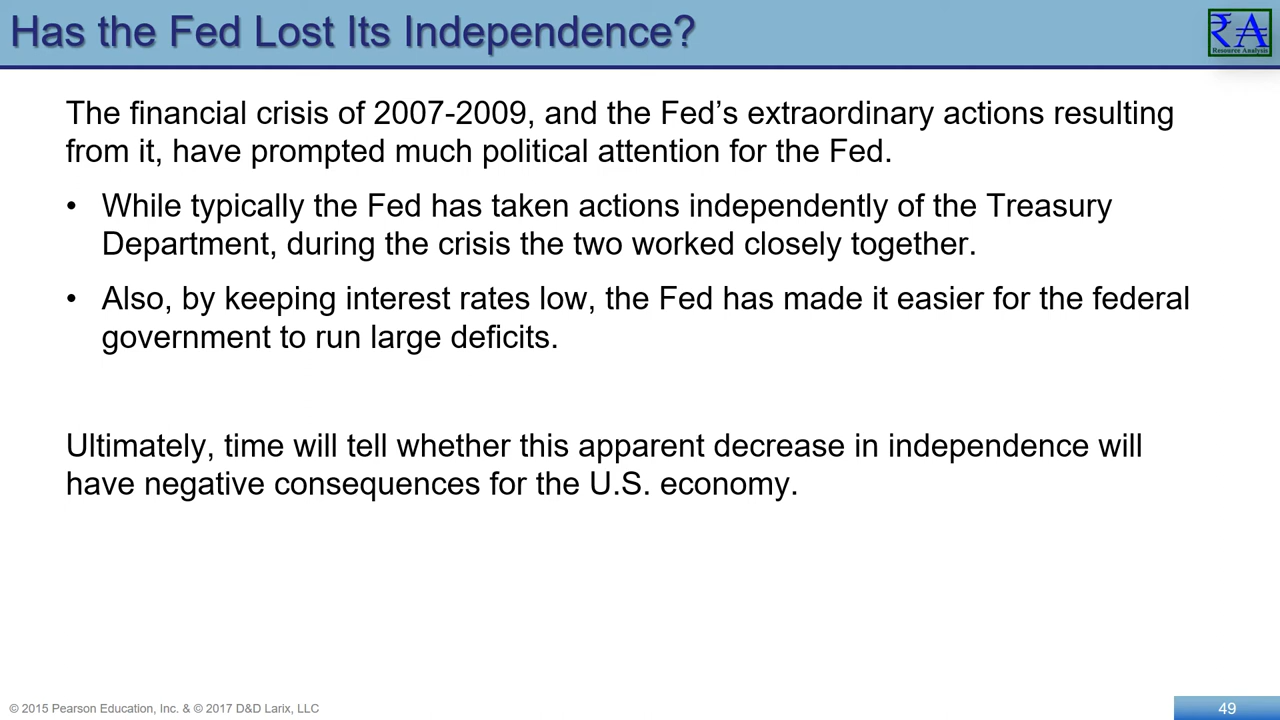 Has the Fed Lost Its Independence?
₹A
Resource Analysis
The financial crisis of 2007-2009, and the Fed’s extraordinary actions resulting
from it, have prompted much political attention for the Fed.
• While typically the Fed has taken actions independently of the Treasury
Department, during the crisis the two worked closely together.
• Also, by keeping interest rates low, the Fed has made it easier for the federal
government to run large deficits.
Ultimately, time will tell whether this apparent decrease in independence will
have negative consequences for the U.S. economy.
© 2015 Pearson Education, Inc. & © 2017 D&D Larix, LLC
49